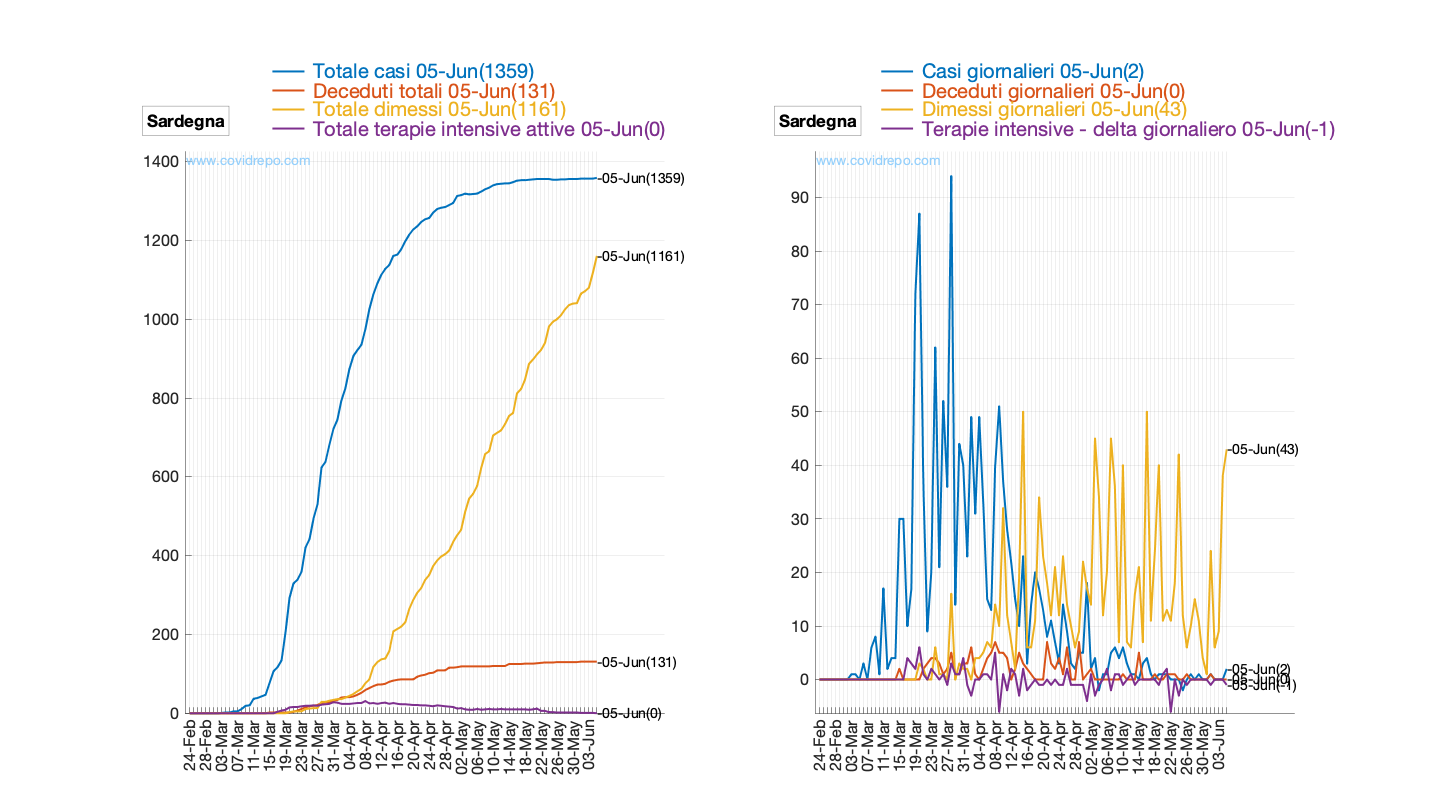 Totale casi 05-Jun(1359)
Deceduti totali 05-Jun(131)
Totale dimessi 05-Jun(1161)
Totale terapie intensive attive 05-Jun(0)
Sardegna
www.covidrepo.com
1400
1200
1000
800
600
400
200
0
-05-Jun(1359)
-05-Jun(1161)
-05-Jun(131)
-05-Jun(0)
24-Feb
28-Feb
03-Mar
07-Mar
11-Mar
15-Mar
19-Mar
23-Mar
27-Mar
31-Mar
04-Apr
08-Apr
12-Apr
16-Apr
20-Apr
24-Apr
28-Apr
02-May
06-May
10-May
14-May
18-May
22-May
26-May
30-May
03-Jun
Casi giornalieri 05-Jun(2)
Deceduti giornalieri 05-Jun(0)
Dimessi giornalieri 05-Jun(43)
Terapie intensive - delta giornaliero 05-Jun(-1)
Sardegna
www.covidrepo.com
90
80
70
60
50
40
30
20
10
0
-05-Jun(43)
-05-Jun(2)
-05-Jun(0)
-05-Jun(-1)
24-Feb
28-Feb
03-Mar
07-Mar
11-Mar
15-Mar
19-Mar
23-Mar
27-Mar
31-Mar
04-Apr
08-Apr
12-Apr
16-Apr
20-Apr
24-Apr
28-Apr
02-May
06-May
10-May
14-May
18-May
22-May
26-May
30-May
03-Jun